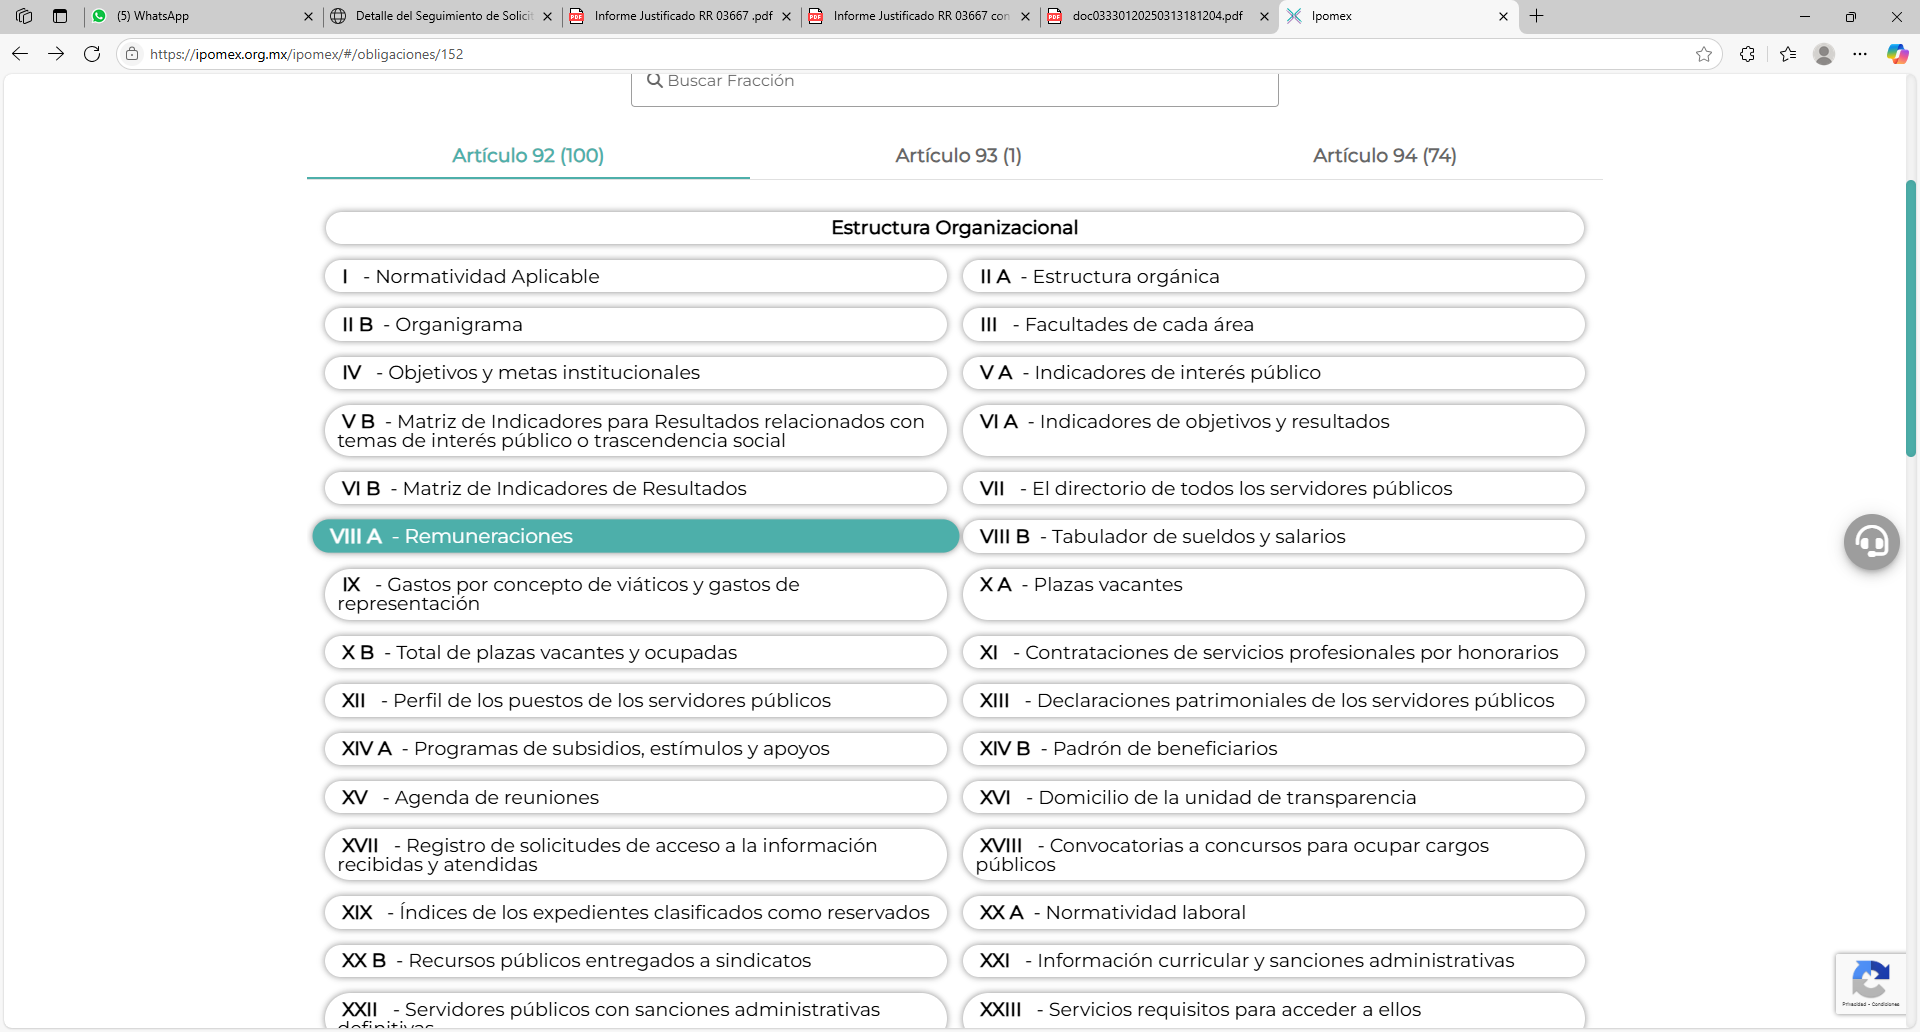 (5) WhatsApp
Detalle del Seguimiento de Solicit
Informe Justificado RR 03667 .pdf
Informe Justificado RR 03667 con
doc03330120250313181204.pdf
Ipomex
https://ipomex.org.mx/ipomex/#/obligaciones/152
Buscar Fracción
Artículo 92 (100)
Artículo 93 (1)
Artículo 94 (74)
Estructura Organizacional
I - Normatividad Aplicable
II A - Estructura orgánica
II B - Organigrama
III - Facultades de cada área
IV - Objetivos y metas institucionales
V A - Indicadores de interés público
V B - Matriz de Indicadores para Resultados relacionados con
temas de interés público o trascendencia social
VI A - Indicadores de objetivos y resultados
VI B - Matriz de Indicadores de Resultados
VII - El directorio de todos los servidores públicos
VIII A - Remuneraciones
VIII B - Tabulador de sueldos y salarios
IX - Gastos por concepto de viáticos y gastos de
representación
X A - Plazas vacantes
X B - Total de plazas vacantes y ocupadas
XI - Contrataciones de servicios profesionales por honorarios
XII - Perfil de los puestos de los servidores públicos
XIII - Declaraciones patrimoniales de los servidores públicos
XIV A - Programas de subsidios, estímulos y apoyos
XIV B - Padrón de beneficiarios
XV - Agenda de reuniones
XVI - Domicilio de la unidad de transparencia
XVII - Registro de solicitudes de acceso a la información
recibidas y atendidas
XVIII - Convocatorias a concursos para ocupar cargos
públicos
XIX - Índices de los expedientes clasificados como reservados
XX A - Normatividad laboral
XX B - Recursos públicos entregados a sindicatos
XXI - Información curricular y sanciones administrativas
XXII - Servidores públicos con sanciones administrativas
definitivas
XXIII - Servicios requisitos para acceder a ellos
Privacidad - Condiciones